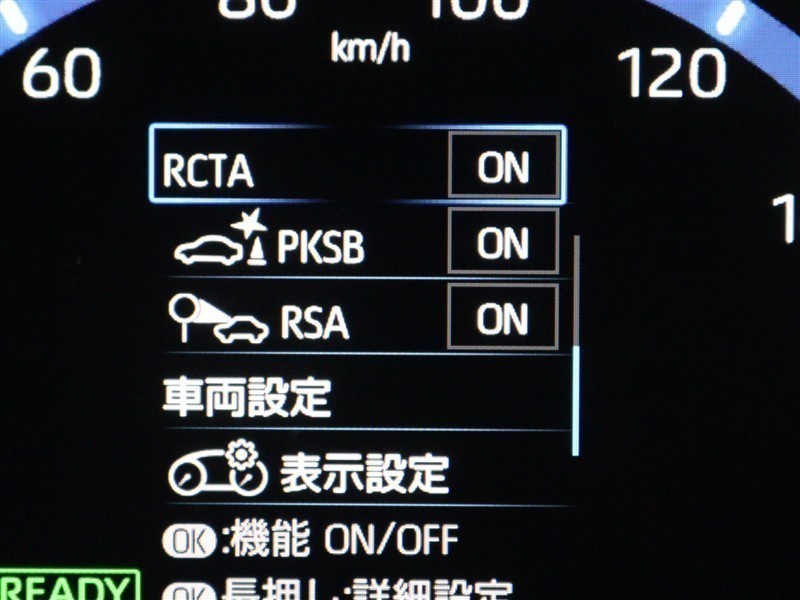 80 100
km/h
60 120
RCTA ON
PKSB ON
1
RSA ON
車両設定
表示設定
OK:機能 ON/OFF
READY OK長押し:詳細設定